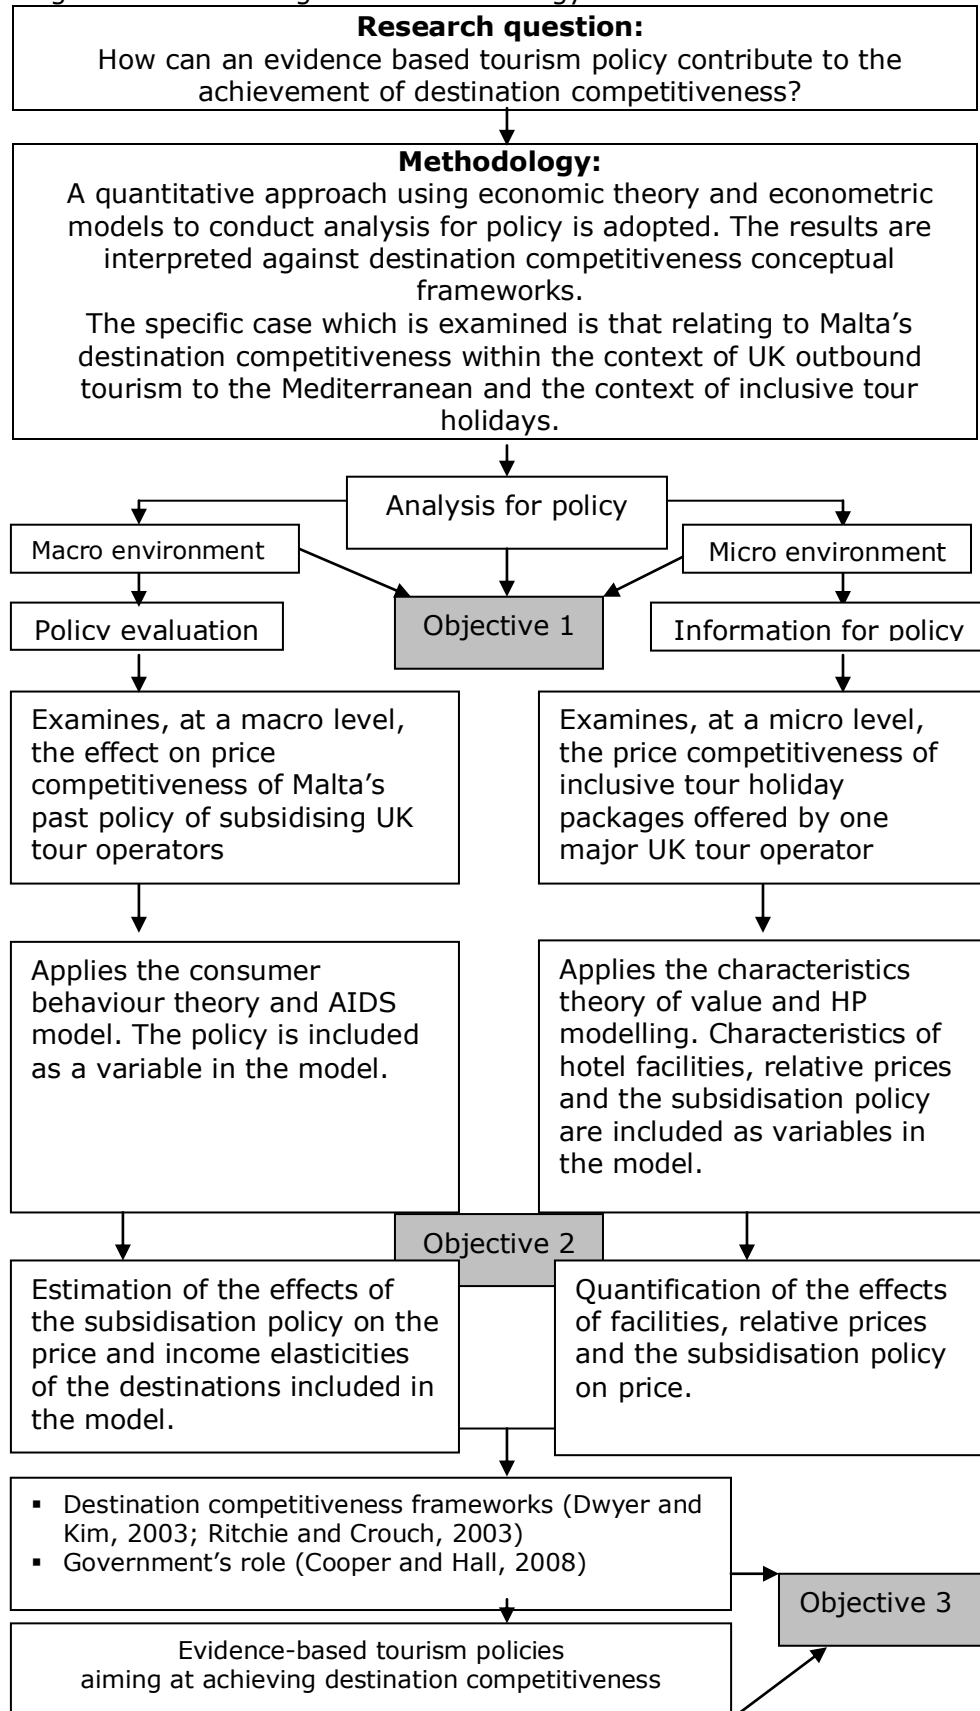 Research question:
How can an evidence based tourism policy contribute to the
achievement of destination competitiveness?
Methodology:
A quantitative approach using economic theory and econometric
models to conduct analysis for policy is adopted. The results are
interpreted against destination competitiveness conceptual
frameworks.
The specific case which is examined is that relating to Malta's
destination competitiveness within the context of UK outbound
tourism to the Mediterranean and the context of inclusive tour
holidays.
Analysis for policy
Macro environment
Micro environment
Policy evaluation
Objective 1
Information for policy
Examines, at a macro level,
the effect on price
competitiveness of Malta's
past policy of subsidising UK
tour operators
Examines, at a micro level,
the price competitiveness of
inclusive tour holiday
packages offered by one
major UK tour operator
Applies the consumer
behaviour theory and AIDS
model. The policy is included
as a variable in the model.
Applies the characteristics
theory of value and HP
modelling. Characteristics of
hotel facilities, relative prices
and the subsidisation policy
are included as variables in
the model.
Objective 2
Estimation of the effects of
the subsidisation policy on the
price and income elasticities
of the destinations included in
the model.
Quantification of the effects
of facilities, relative prices
and the subsidisation policy
on price.
▪ Destination competitiveness frameworks (Dwyer and
Kim, 2003; Ritchie and Crouch, 2003)
▪ Government's role (Cooper and Hall, 2008)
Objective 3
Evidence-based tourism policies
aiming at achieving destination competitiveness